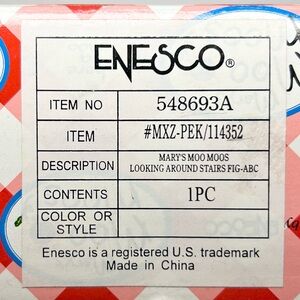 ENESCO®
ITEM NO 548693A
ITEM #MXZ-PEK/114352
DESCRIPTION MARY'S MOO MOOS
LOOKING AROUND STAIRS FIG-ABC
CONTENTS 1PC
COLOR OR
STYLE
Enesco is a registered U.S. trademark
Made in China